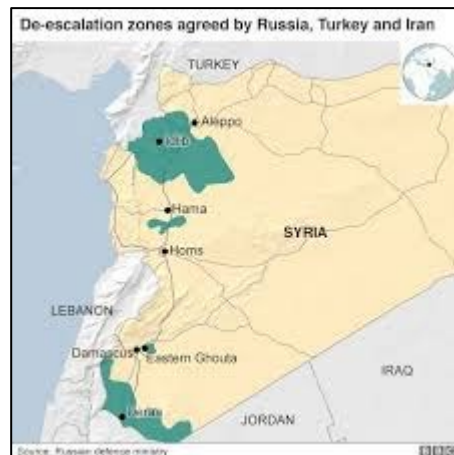 De-escalation zones agreed by Russia, Turkey and Iran
TURKEY
Aleppo
Idlib
Hama
SYRIA
Homs
LEBANON
Damascus
Eastern Ghouta
IRAQ
Deraa
JORDAN
Source: Russian defence ministry
BBC